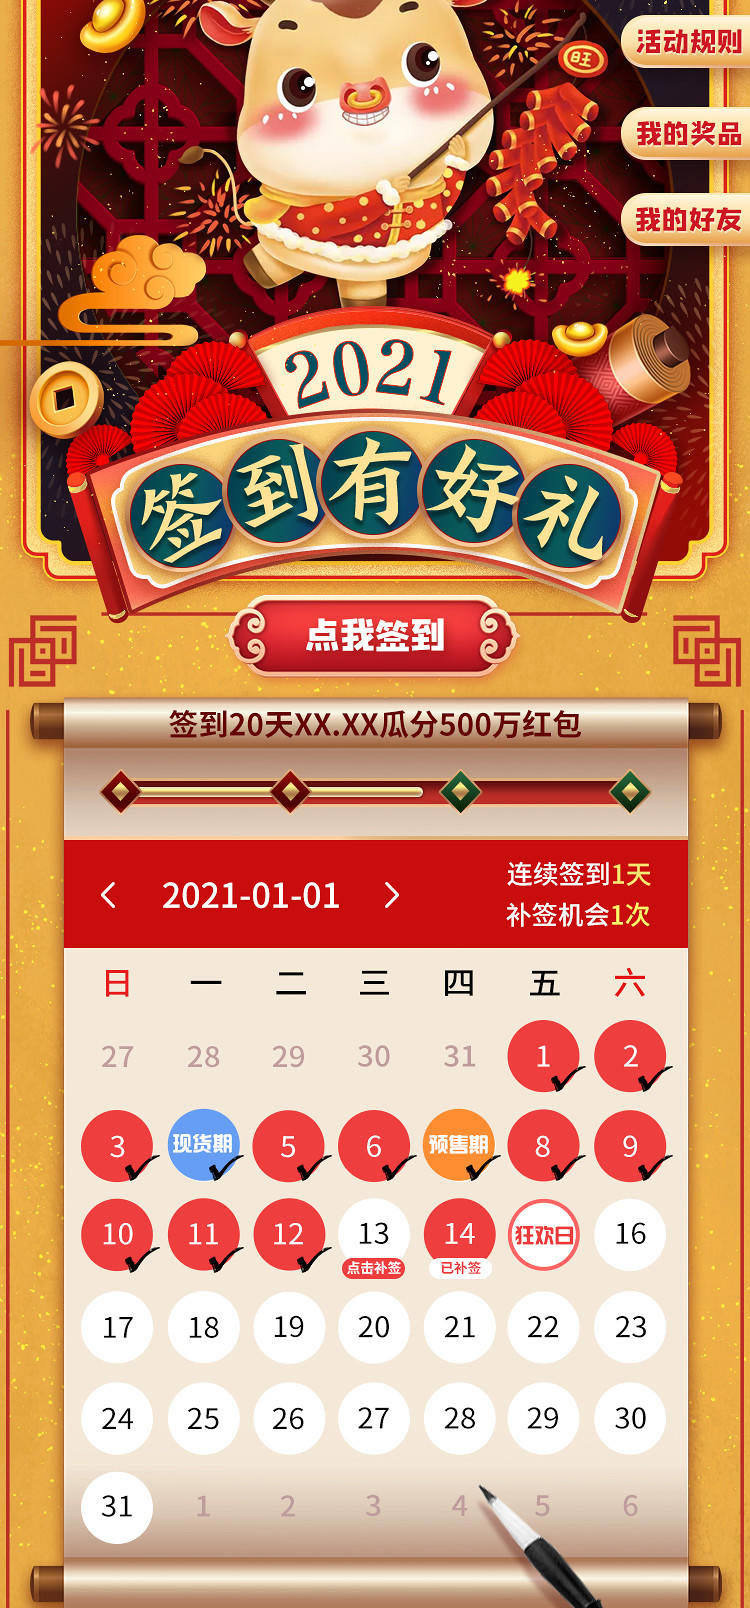 旺
活动规则
我的奖品
我的好友
2021
签到有好礼
点我签到
签到20天XX.XX瓜分500万红包
2021-01-01
连续签到1天
补签机会1次
日 一 二 三 四 五 六
27 28 29 30 31 1 2
3 现货期 5 6 预售期 8 9
10 11 12 13 14 狂欢日 16
点击补签 已补签
17 18 19 20 21 22 23
24 25 26 27 28 29 30
31 1 2 3 4 5 6